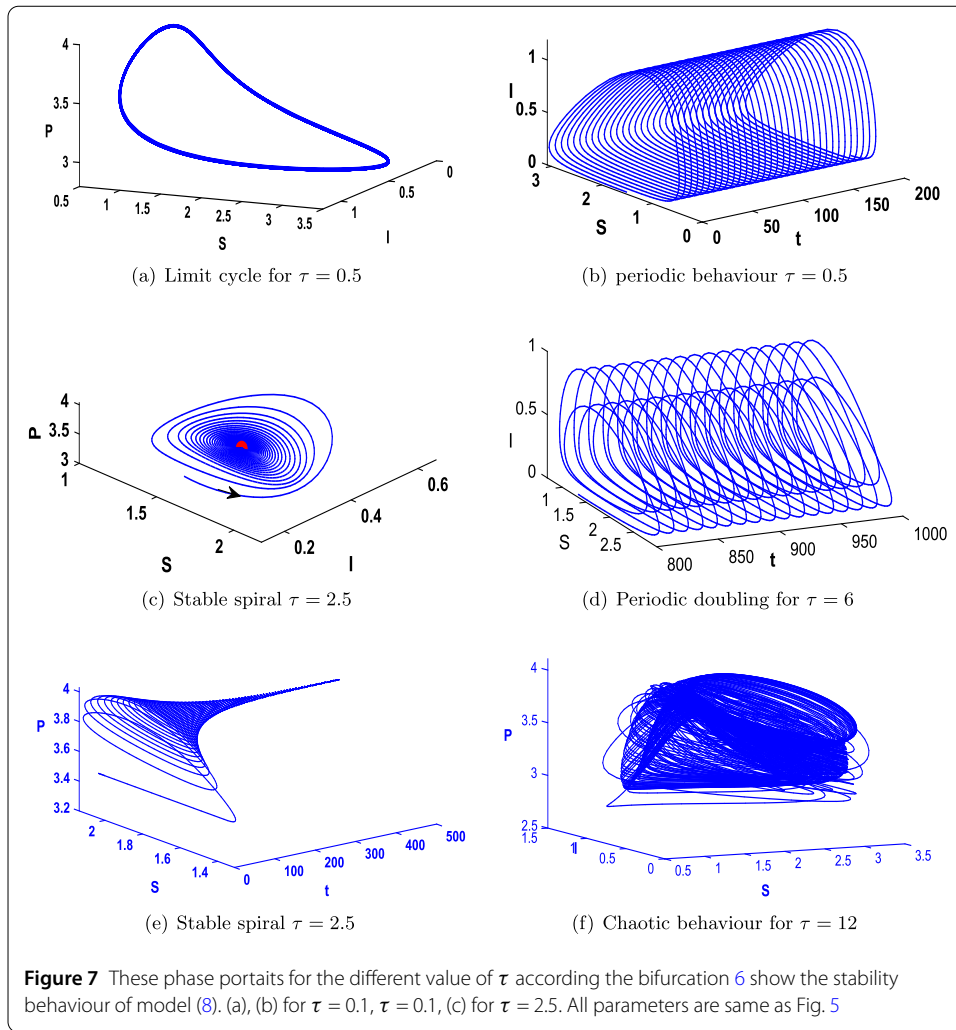 4
3.5
P
3
0.5
1
1.5
2
2.5
3
3.5
S
1
0.5
0
I
(a) Limit cycle for τ = 0.5
1
I
0.5
0
3
2
S
1
0
0
50
100
150
200
t
(b) periodic behaviour τ = 0.5
4
P
3.5
3
1
1.5
2
S
0.2
0.4
0.6
I
(c) Stable spiral τ = 2.5
1
0.5
I
0
1
1.5
S
2
2.5
800
850
900
950
1000
t
(d) Periodic doubling for τ = 6
4
P
3.8
3.6
3.4
3.2
2
1.8
1.6
1.4
S
0
100
200
300
400
500
t
(e) Stable spiral τ = 2.5
4
3.5
P
3
2.5
1.5
1
I
0.5
0
0.5
1
1.5
2
2.5
3
3.5
S
(f) Chaotic behaviour for τ = 12
Figure 7 These phase portaits for the different value of τ according the bifurcation 6 show the stability
behaviour of model (8). (a), (b) for τ = 0.1, τ = 0.1, (c) for τ = 2.5. All parameters are same as Fig. 5